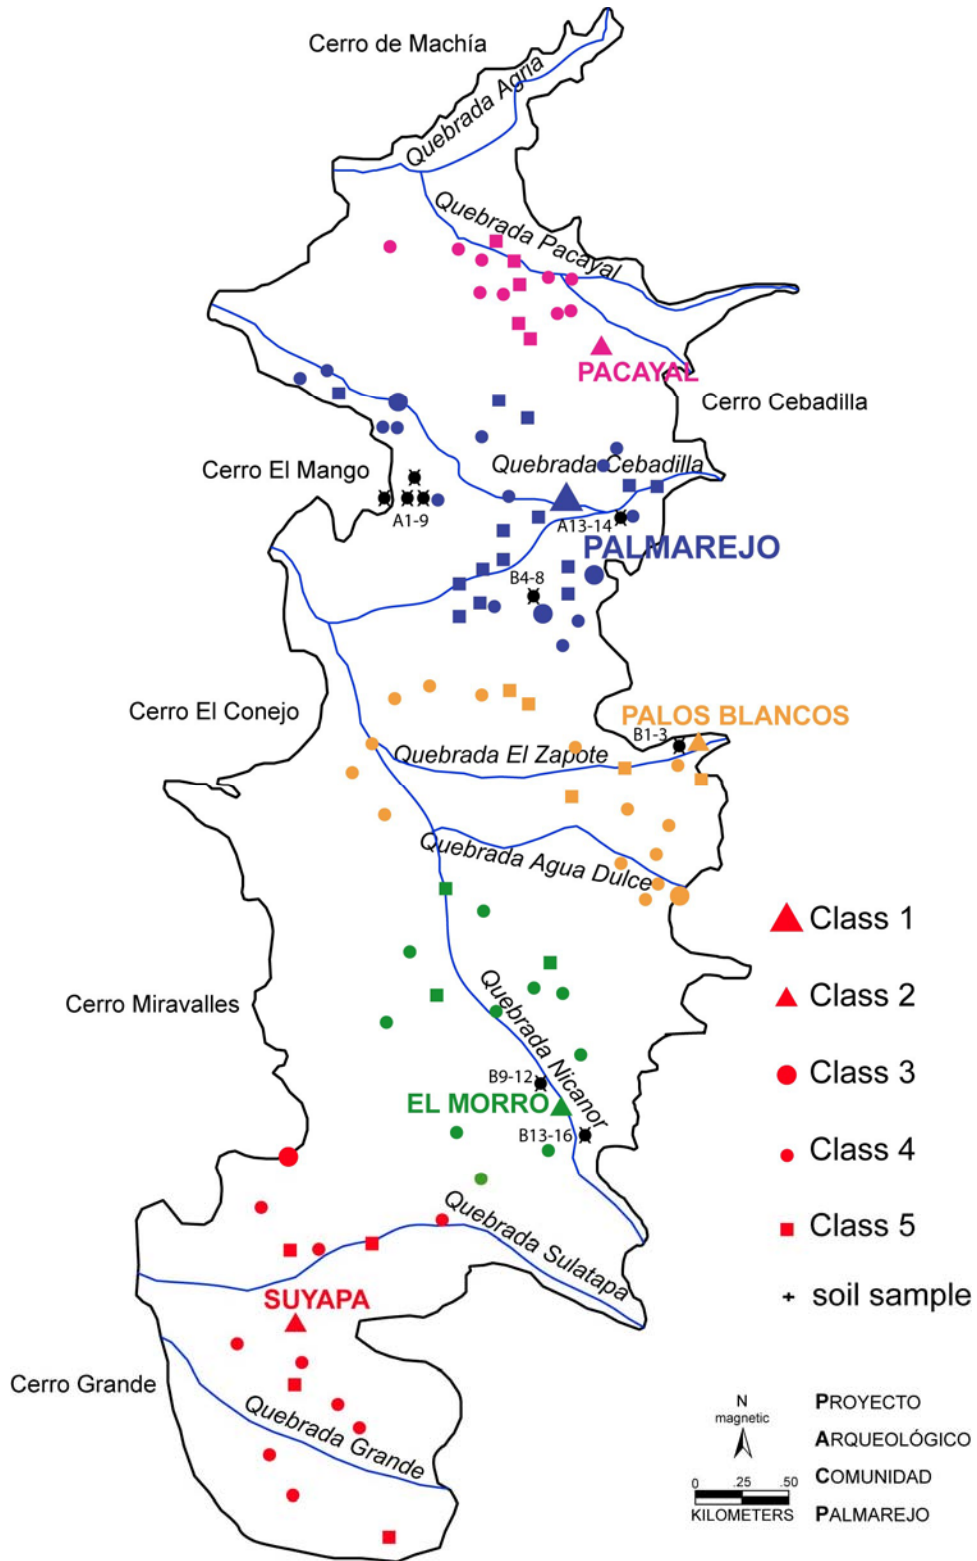 Cerro de Machía
Quebrada Agria
Quebrada Pacayal
PACAYAL
Cerro Cebadilla
Cerro El Mango
Quebrada Cebadilla
A1-9
A13-14
PALMAREJO
B4-8
Cerro El Conejo
PALOS BLANCOS
B1-3
Quebrada El Zapote
Quebrada Agua Dulce
Class 1
Cerro Miravalles
Quebrada Nicanor
Class 2
Class 3
B9-12
EL MORRO
B13-16
Class 4
Quebrada Sulatapa
Class 5
SUYAPA
soil sample
Cerro Grande
Quebrada Grande
N
magnetic
0 .25 .50
KILOMETERS
PROYECTO
ARQUEOLÓGICO
COMUNIDAD
PALMAREJO